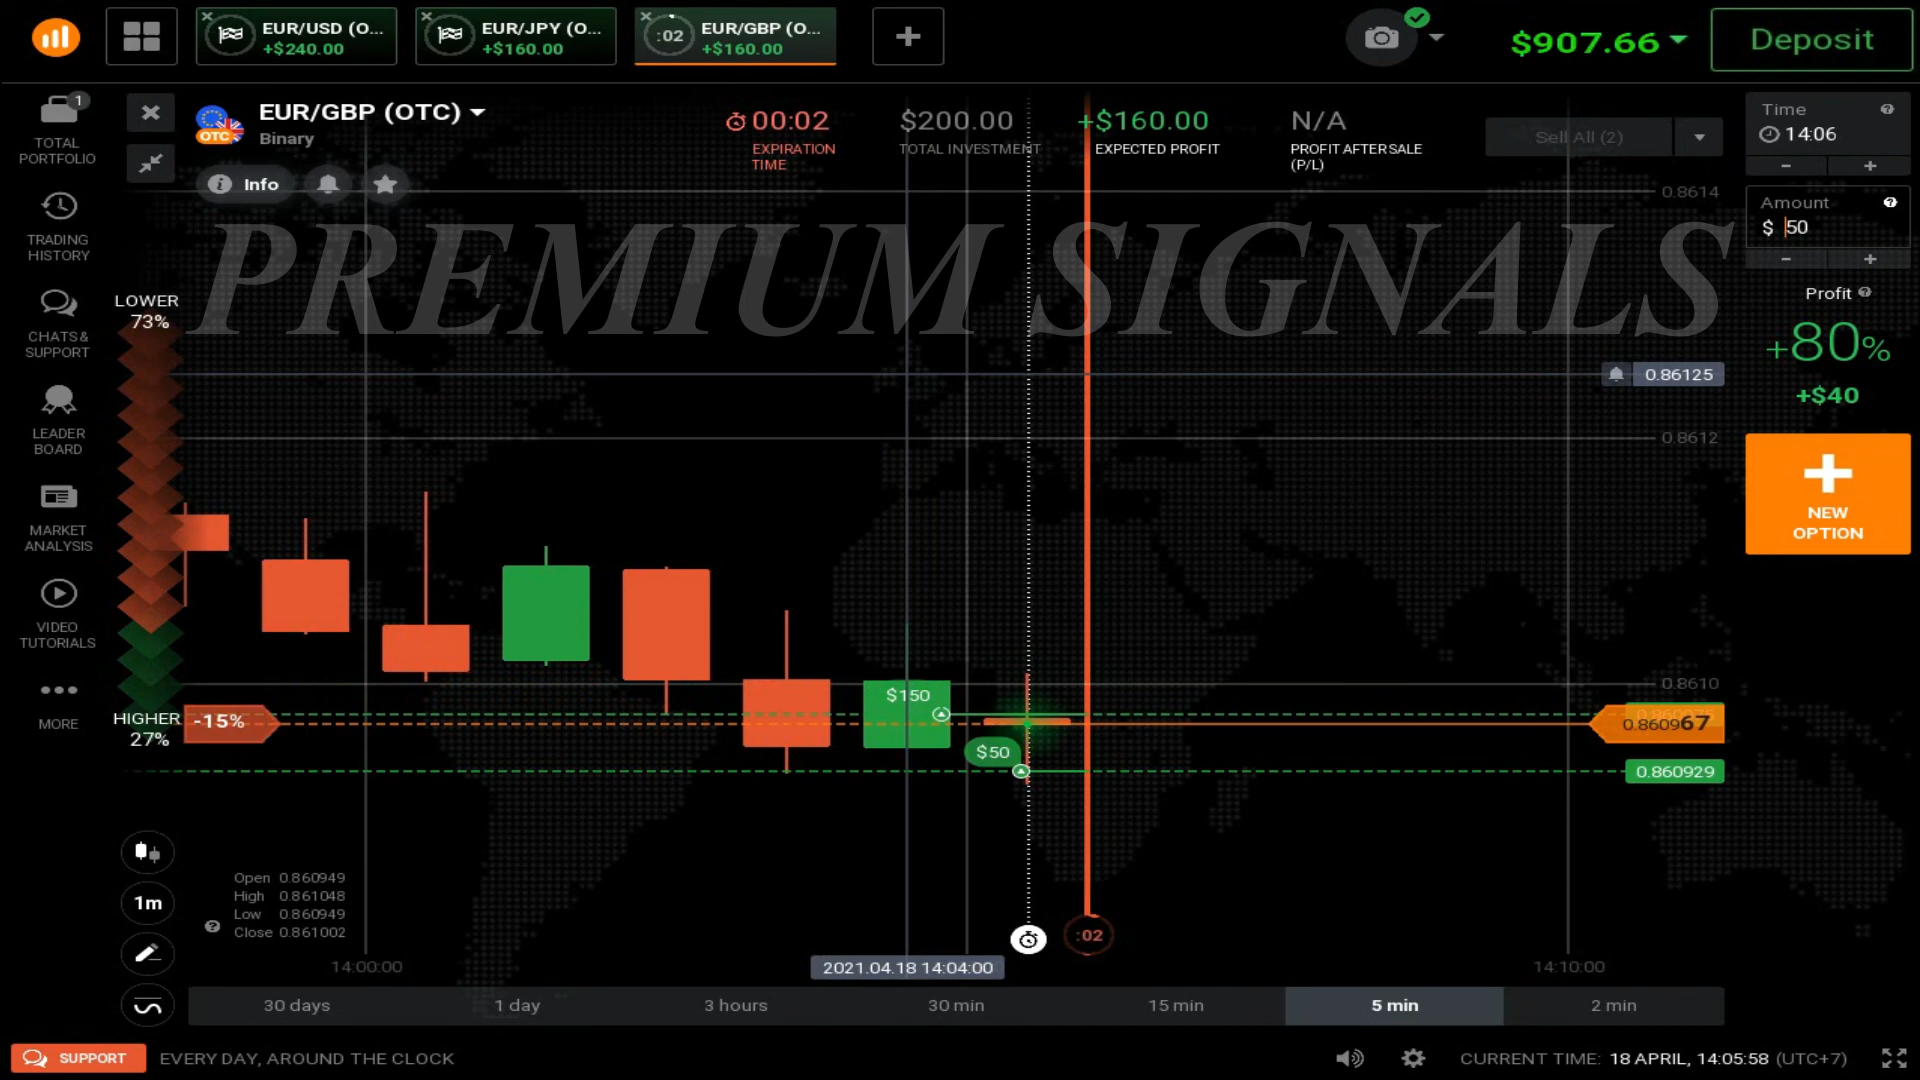 EUR/USD (O...
+$240.00
EUR/JPY (O...
+$160.00
:02
EUR/GBP (O...
+$160.00
$907.66
Deposit
1
TOTAL
PORTFOLIO
TRADING
HISTORY
CHATS &
SUPPORT
LEADER
BOARD
MARKET
ANALYSIS
VIDEO
TUTORIALS
MORE
OTC
EUR/GBP (OTC)
Binary
Info
00:02
EXPIRATION
TIME
$200.00
TOTAL INVESTMENT
+$160.00
EXPECTED PROFIT
N/A
PROFIT AFTER SALE
(P/L)
Sell All (2)
PREMIUM SIGNALS
LOWER
73%
HIGHER
27%
-15%
$150
$50
0.8614
0.86125
0.8612
0.8610
0.860967
0.860929
Open 0.860949
High 0.861048
Low 0.860949
Close 0.861002
1m
:02
14:00:00
2021.04.18 14:04:00
14:10:00
30 days
1 day
3 hours
30 min
15 min
5 min
2 min
Time
14:06
- +
Amount
$ 50
- +
Profit
+80%
+$40
NEW
OPTION
SUPPORT
EVERY DAY, AROUND THE CLOCK
CURRENT TIME: 18 APRIL, 14:05:58 (UTC+7)